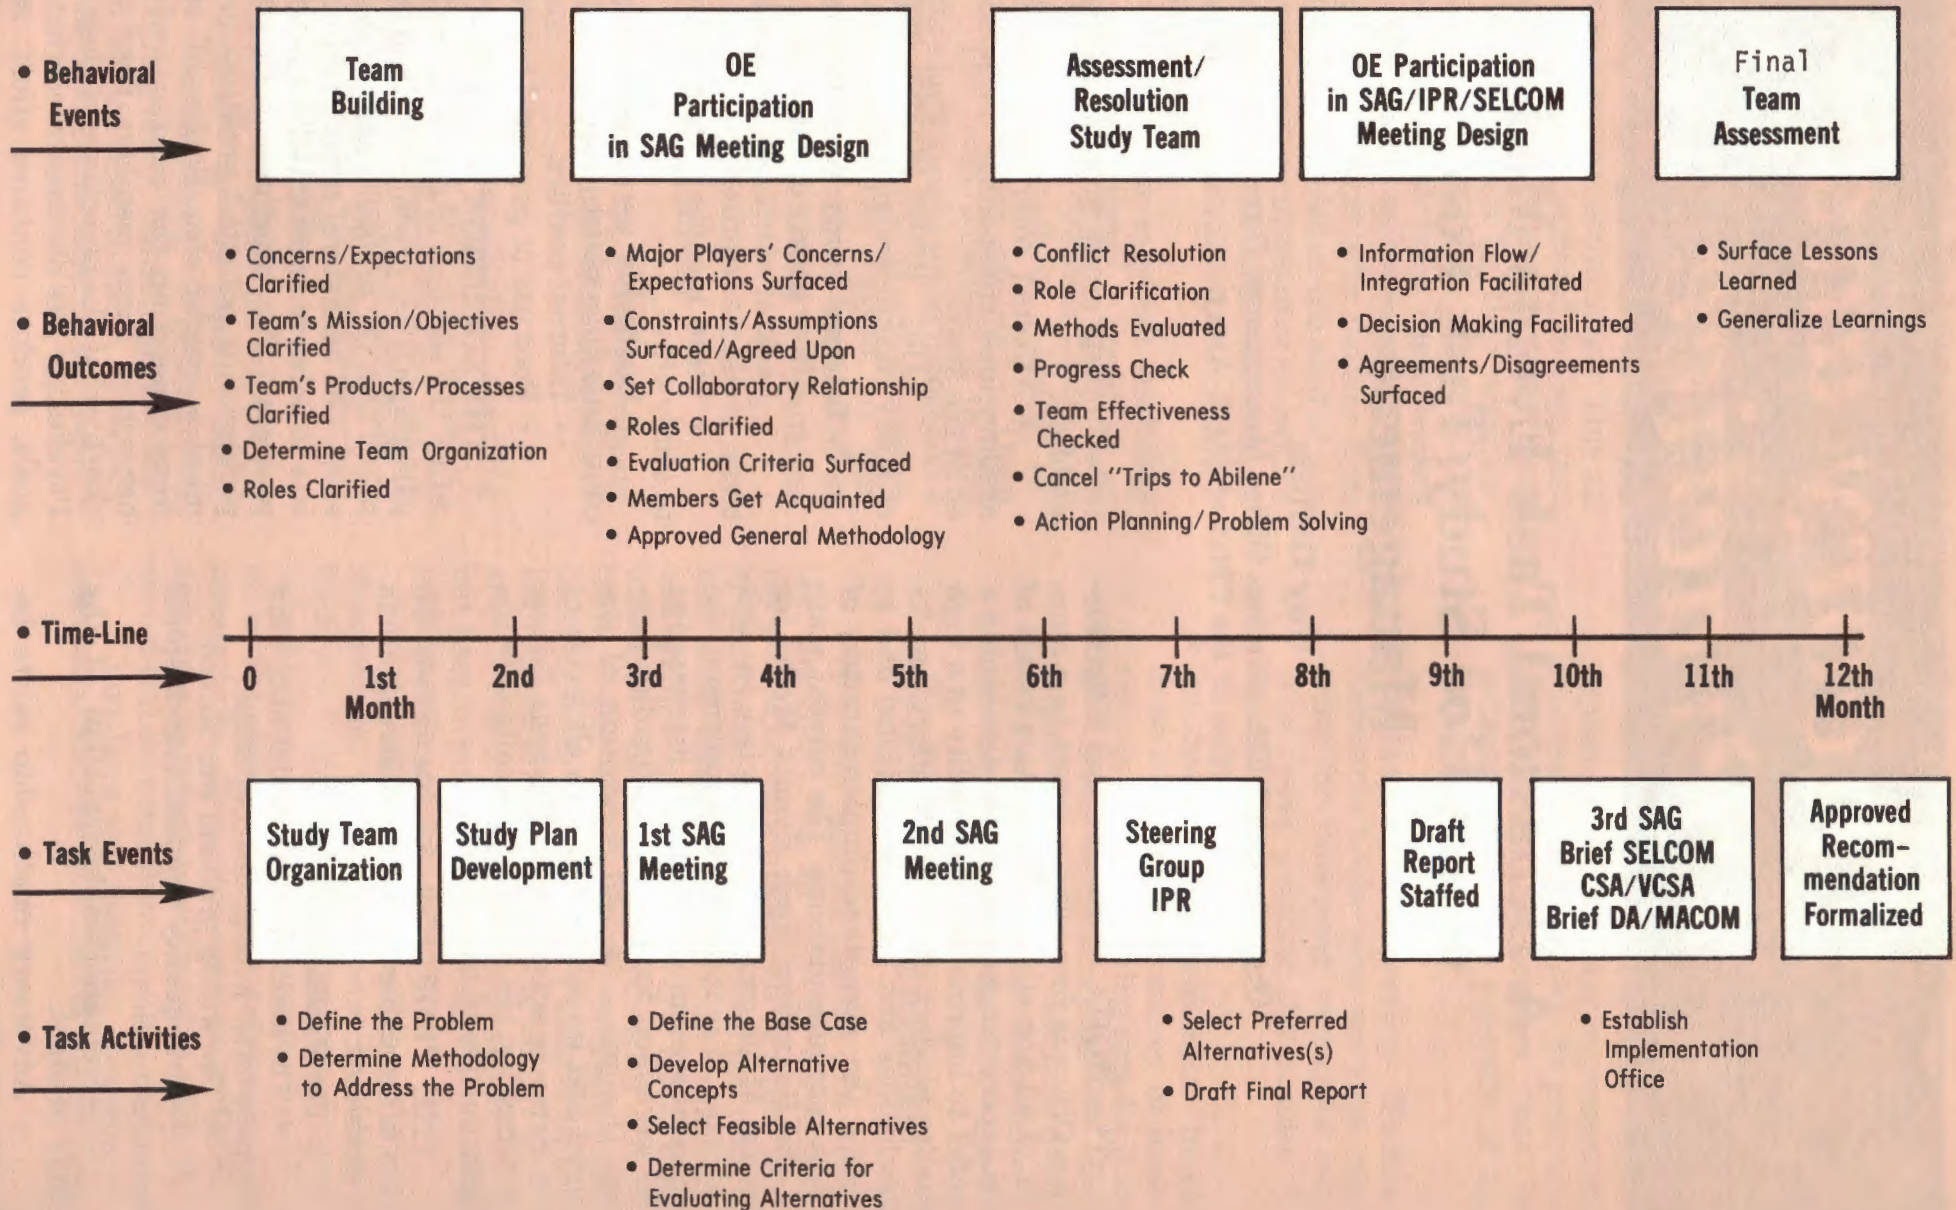 • Behavioral
Events
Team
Building
OE
Participation
in SAG Meeting Design
Assessment/
Resolution
Study Team
OE Participation
in SAG/IPR/SELCOM
Meeting Design
Final
Team
Assessment
• Behavioral
Outcomes
• Concerns/Expectations
Clarified
• Team's Mission/Objectives
Clarified
• Team's Products/Processes
Clarified
• Determine Team Organization
• Roles Clarified
• Major Players' Concerns/
Expectations Surfaced
• Constraints/Assumptions
Surfaced/Agreed Upon
• Set Collaboratory Relationship
• Roles Clarified
• Evaluation Criteria Surfaced
• Members Get Acquainted
• Approved General Methodology
• Conflict Resolution
• Role Clarification
• Methods Evaluated
• Progress Check
• Team Effectiveness
Checked
• Cancel "Trips to Abilene"
• Action Planning/Problem Solving
• Information Flow/
Integration Facilitated
• Decision Making Facilitated
• Agreements/Disagreements
Surfaced
• Surface Lessons
Learned
• Generalize Learnings
• Time-Line
0 1st 2nd 3rd 4th 5th 6th 7th 8th 9th 10th 11th 12th
Month Month
• Task Events
Study Team
Organization
Study Plan
Development
1st SAG
Meeting
2nd SAG
Meeting
Steering
Group
IPR
Draft
Report
Staffed
3rd SAG
Brief SELCOM
CSA/VCSA
Brief DA/MACOM
Approved
Recom-
mendation
Formalized
• Task Activities
• Define the Problem
• Determine Methodology
to Address the Problem
• Define the Base Case
• Develop Alternative
Concepts
• Select Feasible Alternatives
• Determine Criteria for
Evaluating Alternatives
• Select Preferred
Alternatives(s)
• Draft Final Report
• Establish
Implementation
Office